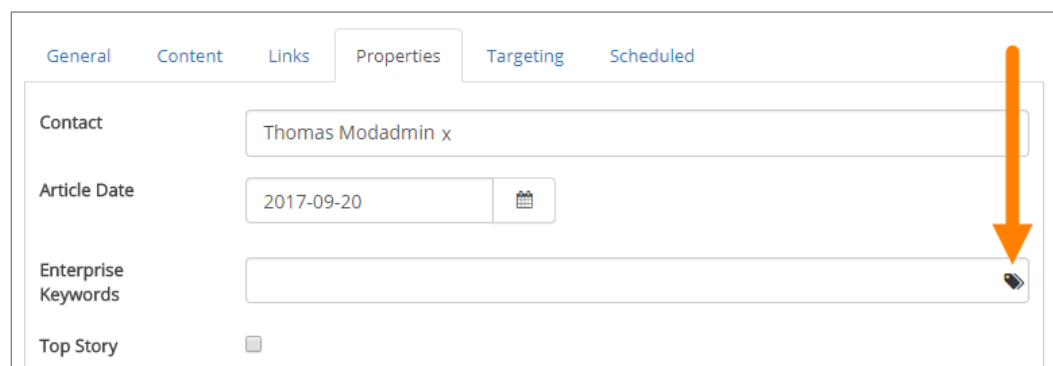 General Content Links Properties Targeting Scheduled
Contact
Thomas Modadmin x
Article Date
2017-09-20
Enterprise
Keywords
Top Story